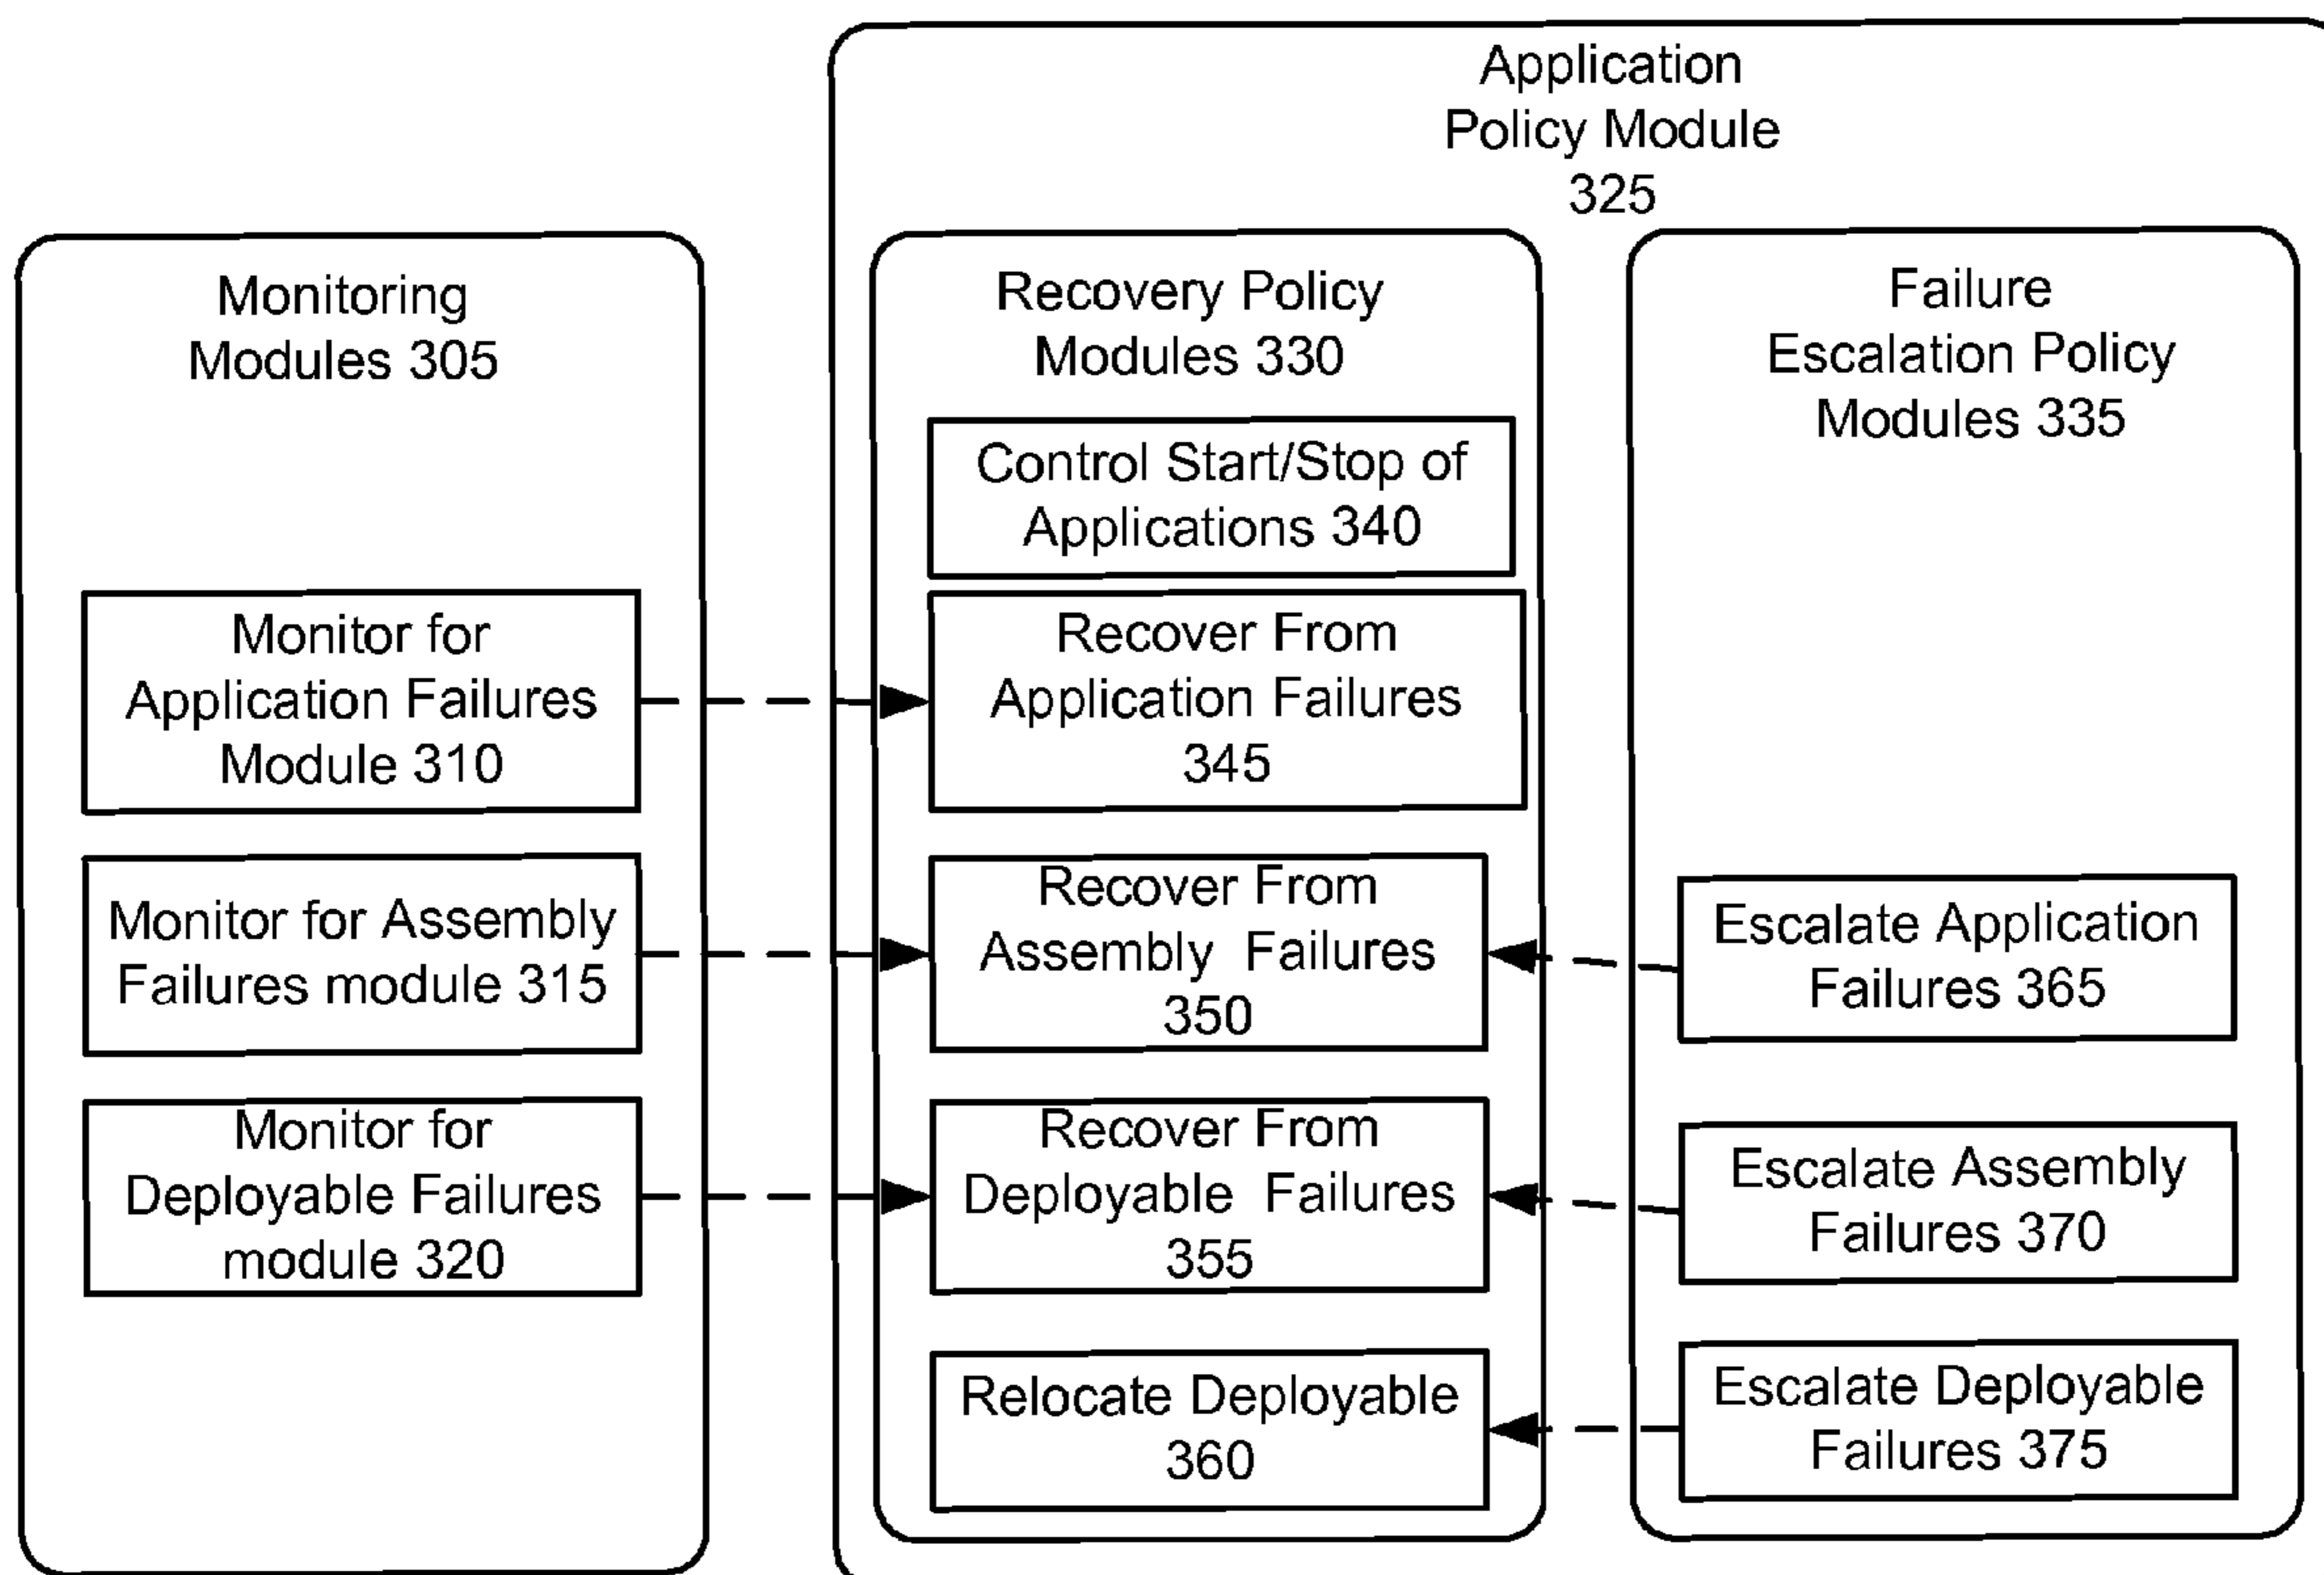 Application
Policy Module
325
Monitoring
Modules 305
Monitor for
Application Failures
Module 310
Monitor for Assembly
Failures module 315
Monitor for
Deployable Failures
module 320
Recovery Policy
Modules 330
Control Start/Stop of
Applications 340
Recover From
Application Failures
345
Recover From
Assembly Failures
350
Recover From
Deployable Failures
355
Relocate Deployable
360
Failure
Escalation Policy
Modules 335
Escalate Application
Failures 365
Escalate Assembly
Failures 370
Escalate Deployable
Failures 375